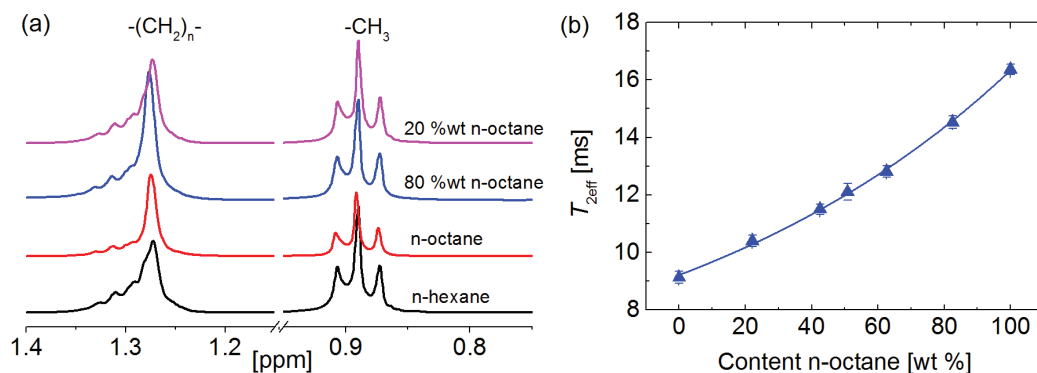 (a)
-(CH₂)ₙ-
-CH₃
20 %wt n-octane
80 %wt n-octane
n-octane
n-hexane
1.4 1.3 1.2 0.9 0.8
[ppm]
(b)
18
16
14
12
10
8
T₂eff [ms]
0 20 40 60 80 100
Content n-octane [wt %]